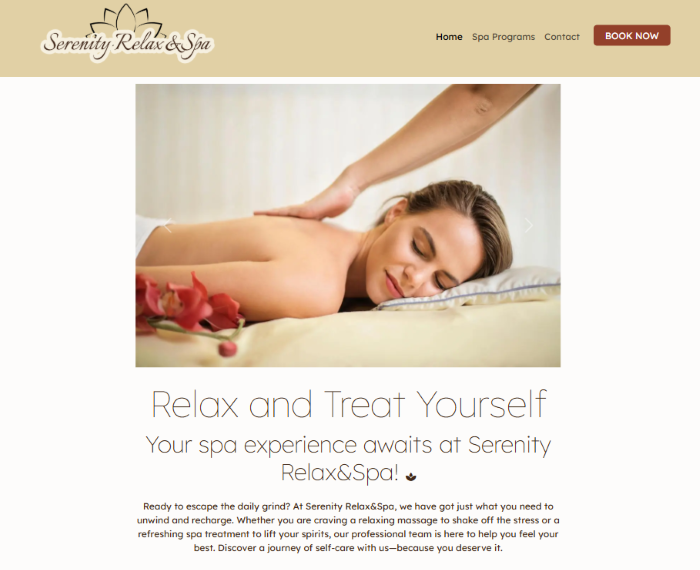 Serenity Relax & Spa
Home Spa Programs Contact BOOK NOW
Relax and Treat Yourself
Your spa experience awaits at Serenity
Relax&Spa!
Ready to escape the daily grind? At Serenity Relax&Spa, we have got just what you need to
unwind and recharge. Whether you are craving a relaxing massage to shake off the stress or a
refreshing spa treatment to lift your spirits, our professional team is here to help you feel your
best. Discover a journey of self-care with us—because you deserve it.